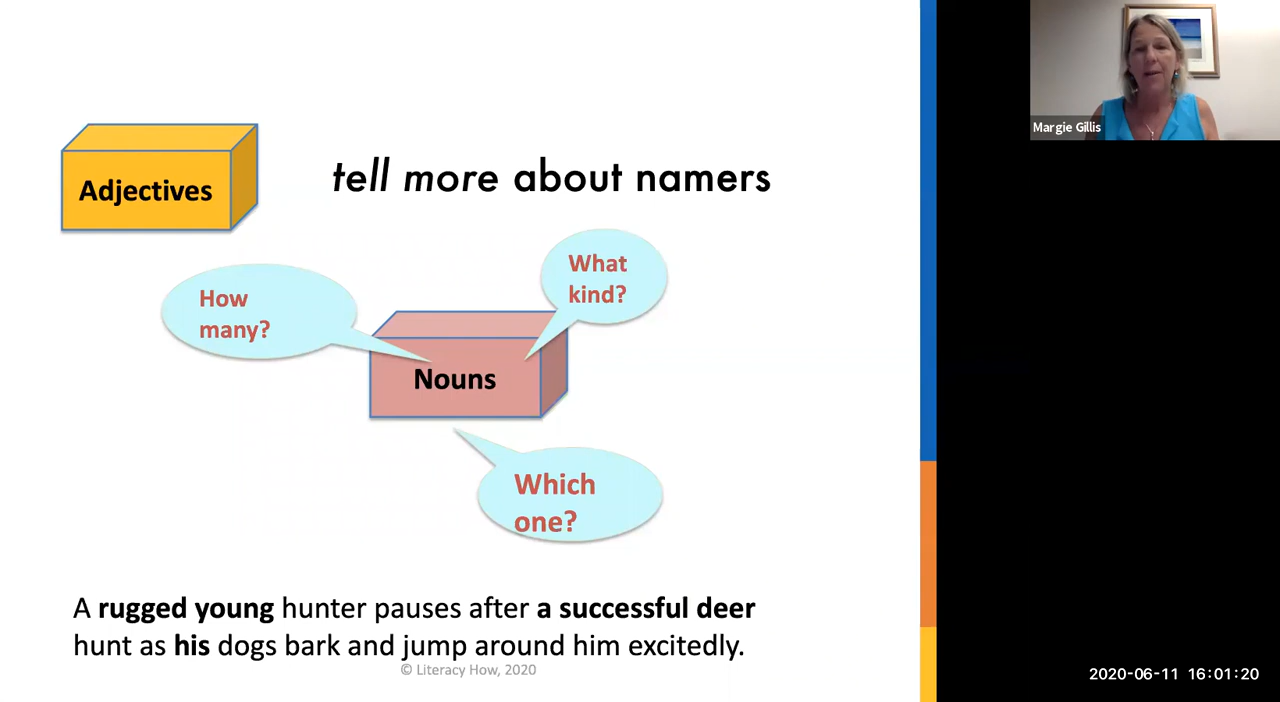 Adjectives
tell more about namers
What
kind?
How
many?
Nouns
Which
one?
A rugged young hunter pauses after a successful deer
hunt as his dogs bark and jump around him excitedly.
© Literacy How, 2020
Margie Gillis
2020-06-11 16:01:20